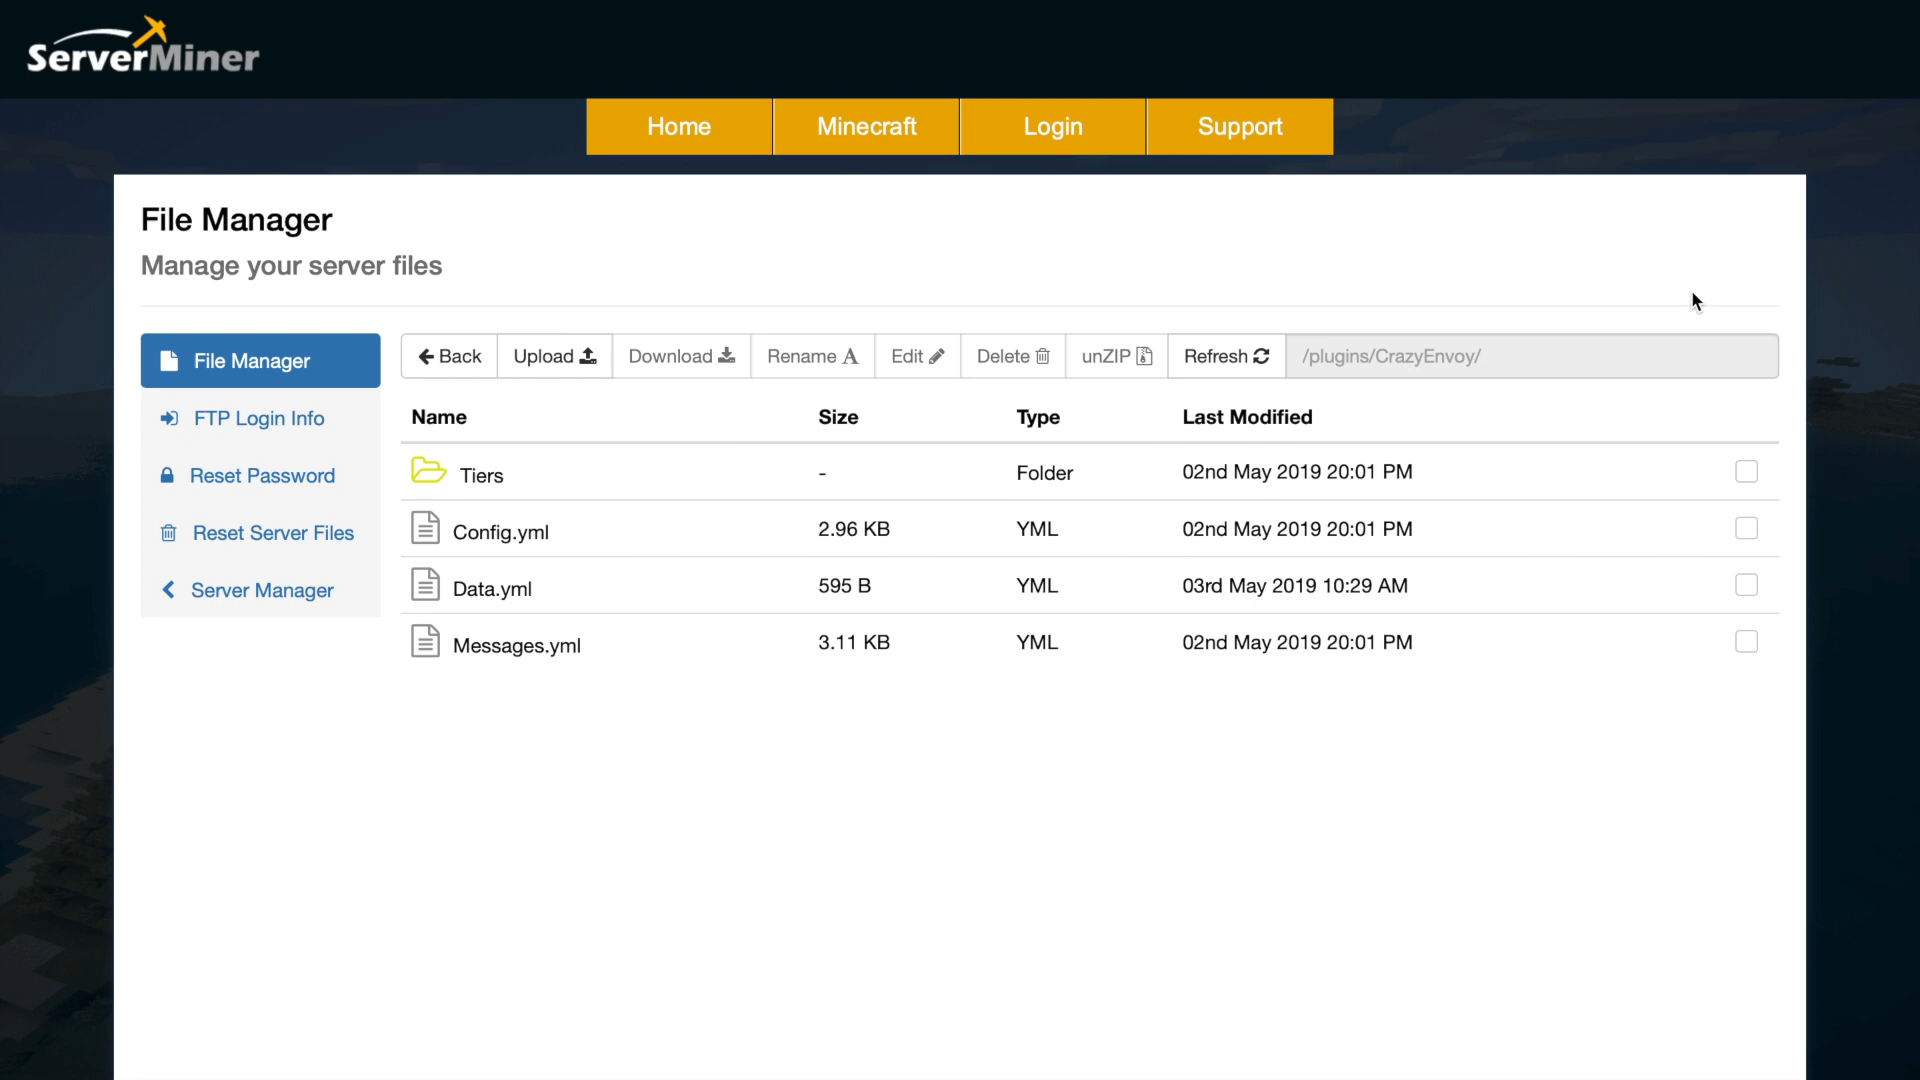 ServerMiner
Home Minecraft Login Support
File Manager
Manage your server files
File Manager
FTP Login Info
Reset Password
Reset Server Files
Server Manager
Back Upload Download Rename Edit Delete unZIP Refresh /plugins/CrazyEnvoy/
Name Size Type Last Modified
Tiers - Folder 02nd May 2019 20:01 PM
Config.yml 2.96 KB YML 02nd May 2019 20:01 PM
Data.yml 595 B YML 03rd May 2019 10:29 AM
Messages.yml 3.11 KB YML 02nd May 2019 20:01 PM